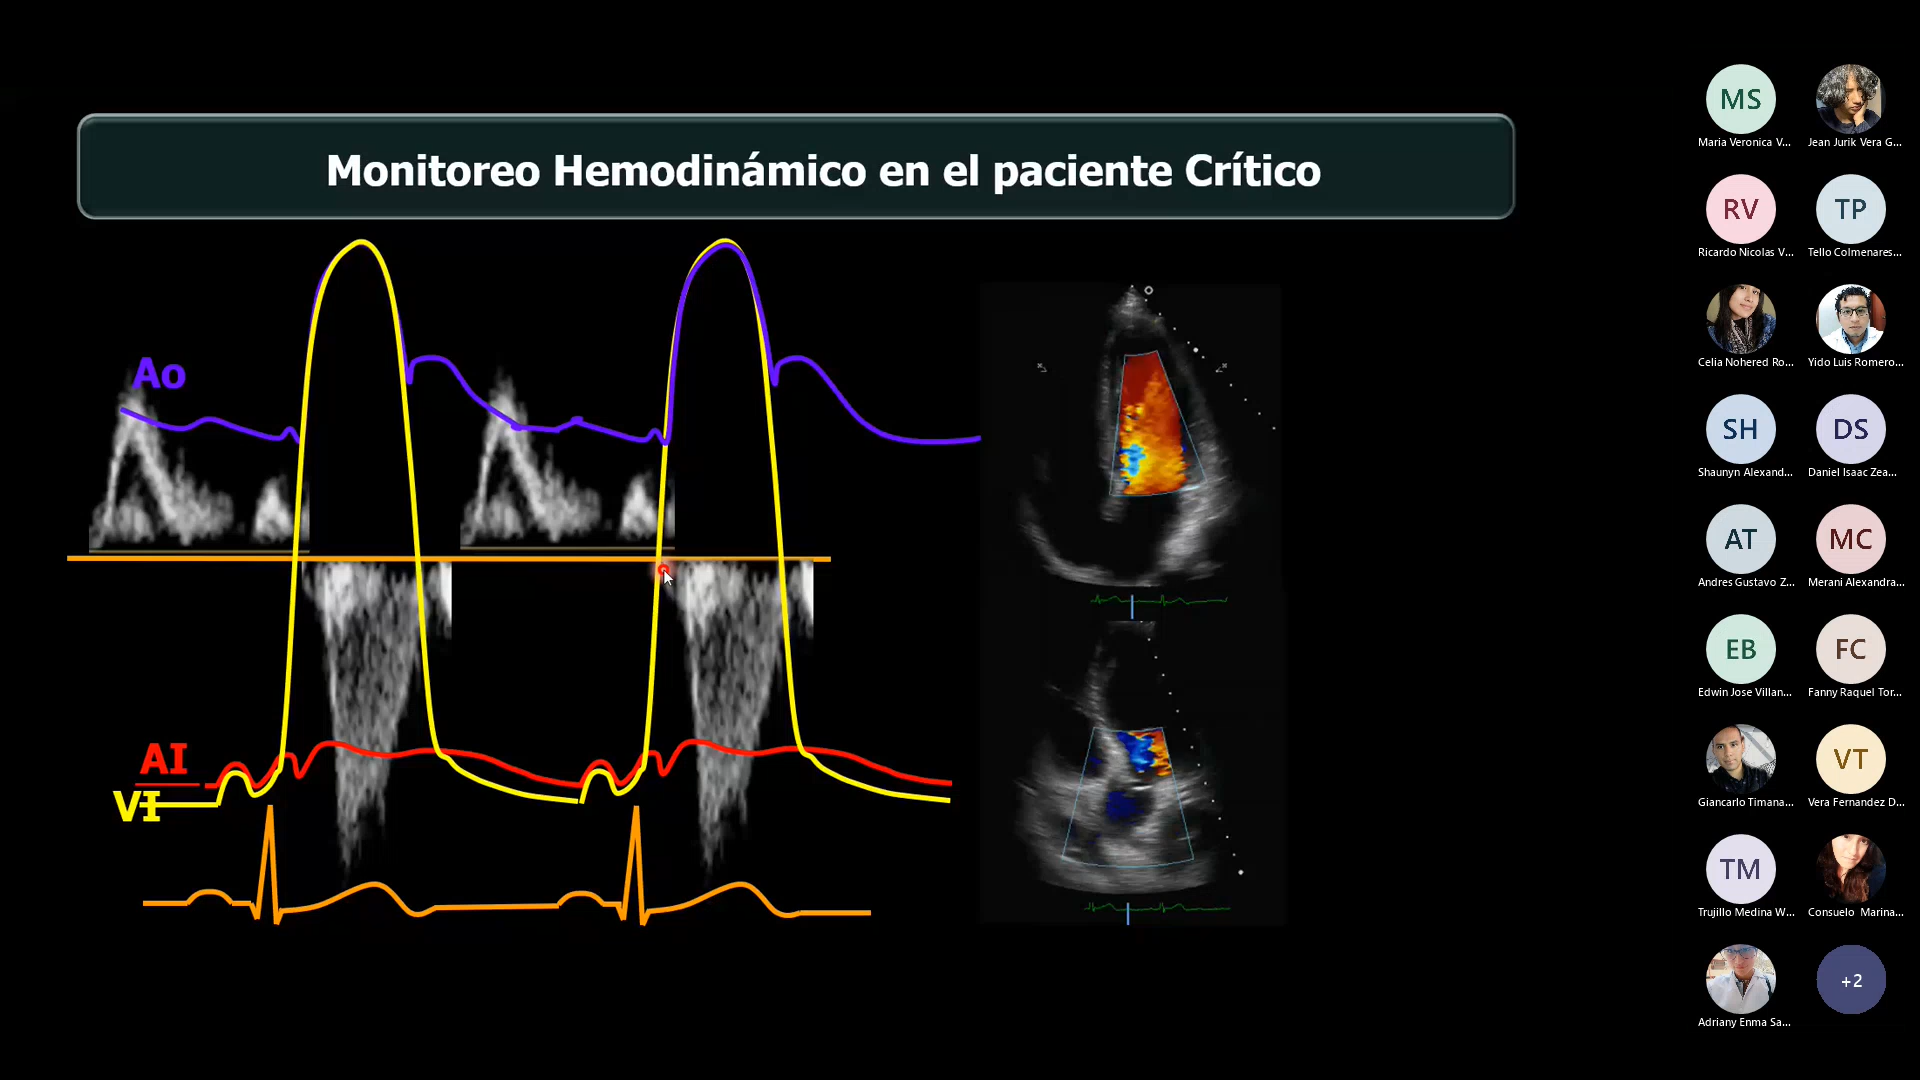 Monitoreo Hemodinámico en el paciente Crítico
Ao
AI
VI
MS
Maria Veronica V...
Jean Jurik Vera G...
RV
Ricardo Nicolas V...
TP
Tello Colmenares...
Celia Nohered Ro...
Yido Luis Romero...
SH
Shaunyn Alexand...
DS
Daniel Isaac Zea...
AT
Andres Gustavo Z...
MC
Merani Alexandra...
EB
Edwin Jose Villan...
FC
Fanny Raquel Tor...
Giancarlo Timana...
VT
Vera Fernandez D...
TM
Trujillo Medina W...
Consuelo Marina...
Adriany Enma Sa...
+2